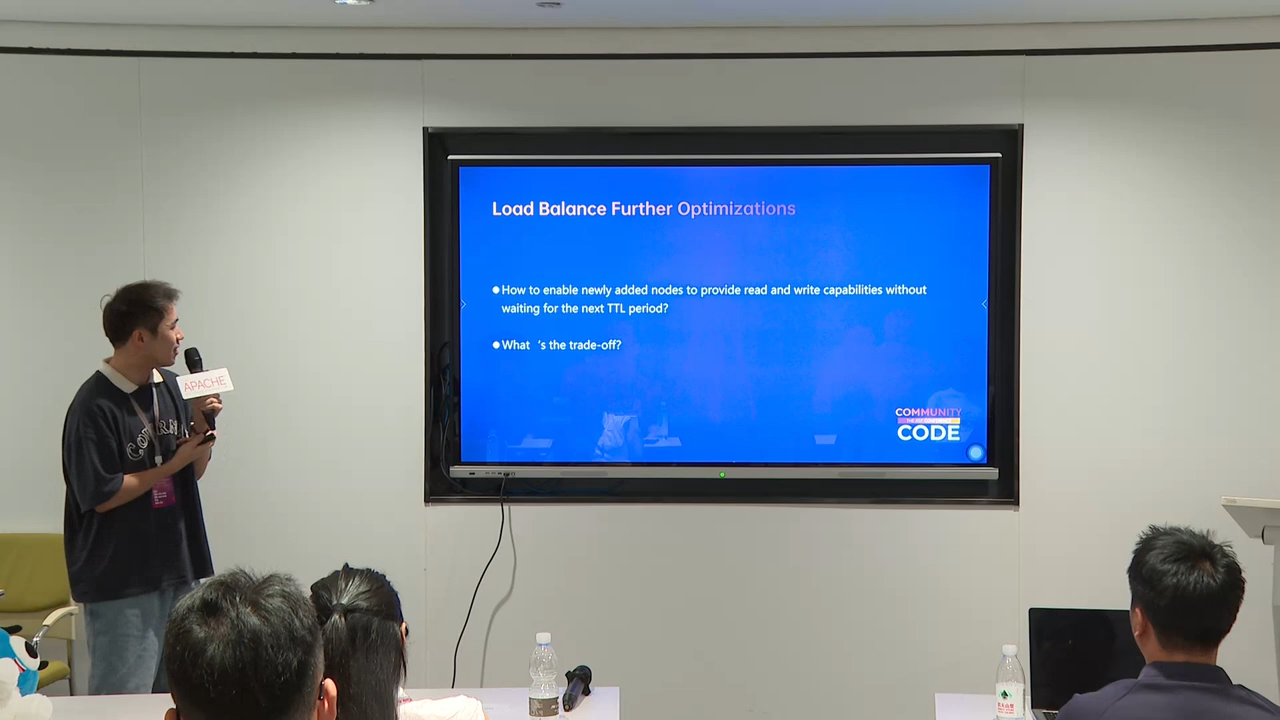 Load Balance Further Optimizations
How to enable newly added nodes to provide read and write capabilities without
waiting for the next TTL period?
What ‘s the trade-off?
COMMUNITY
CODE
APACHE